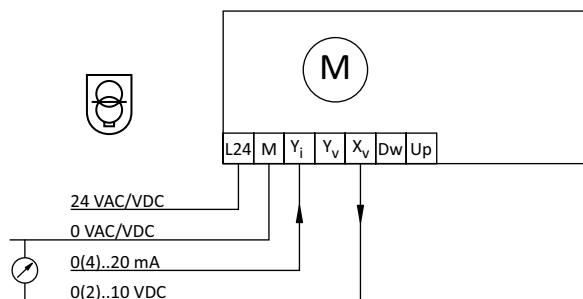 M
L24 M Yi Yv Xv Dw Up
24 VAC/VDC
0 VAC/VDC
0(4)..20 mA
0(2)..10 VDC